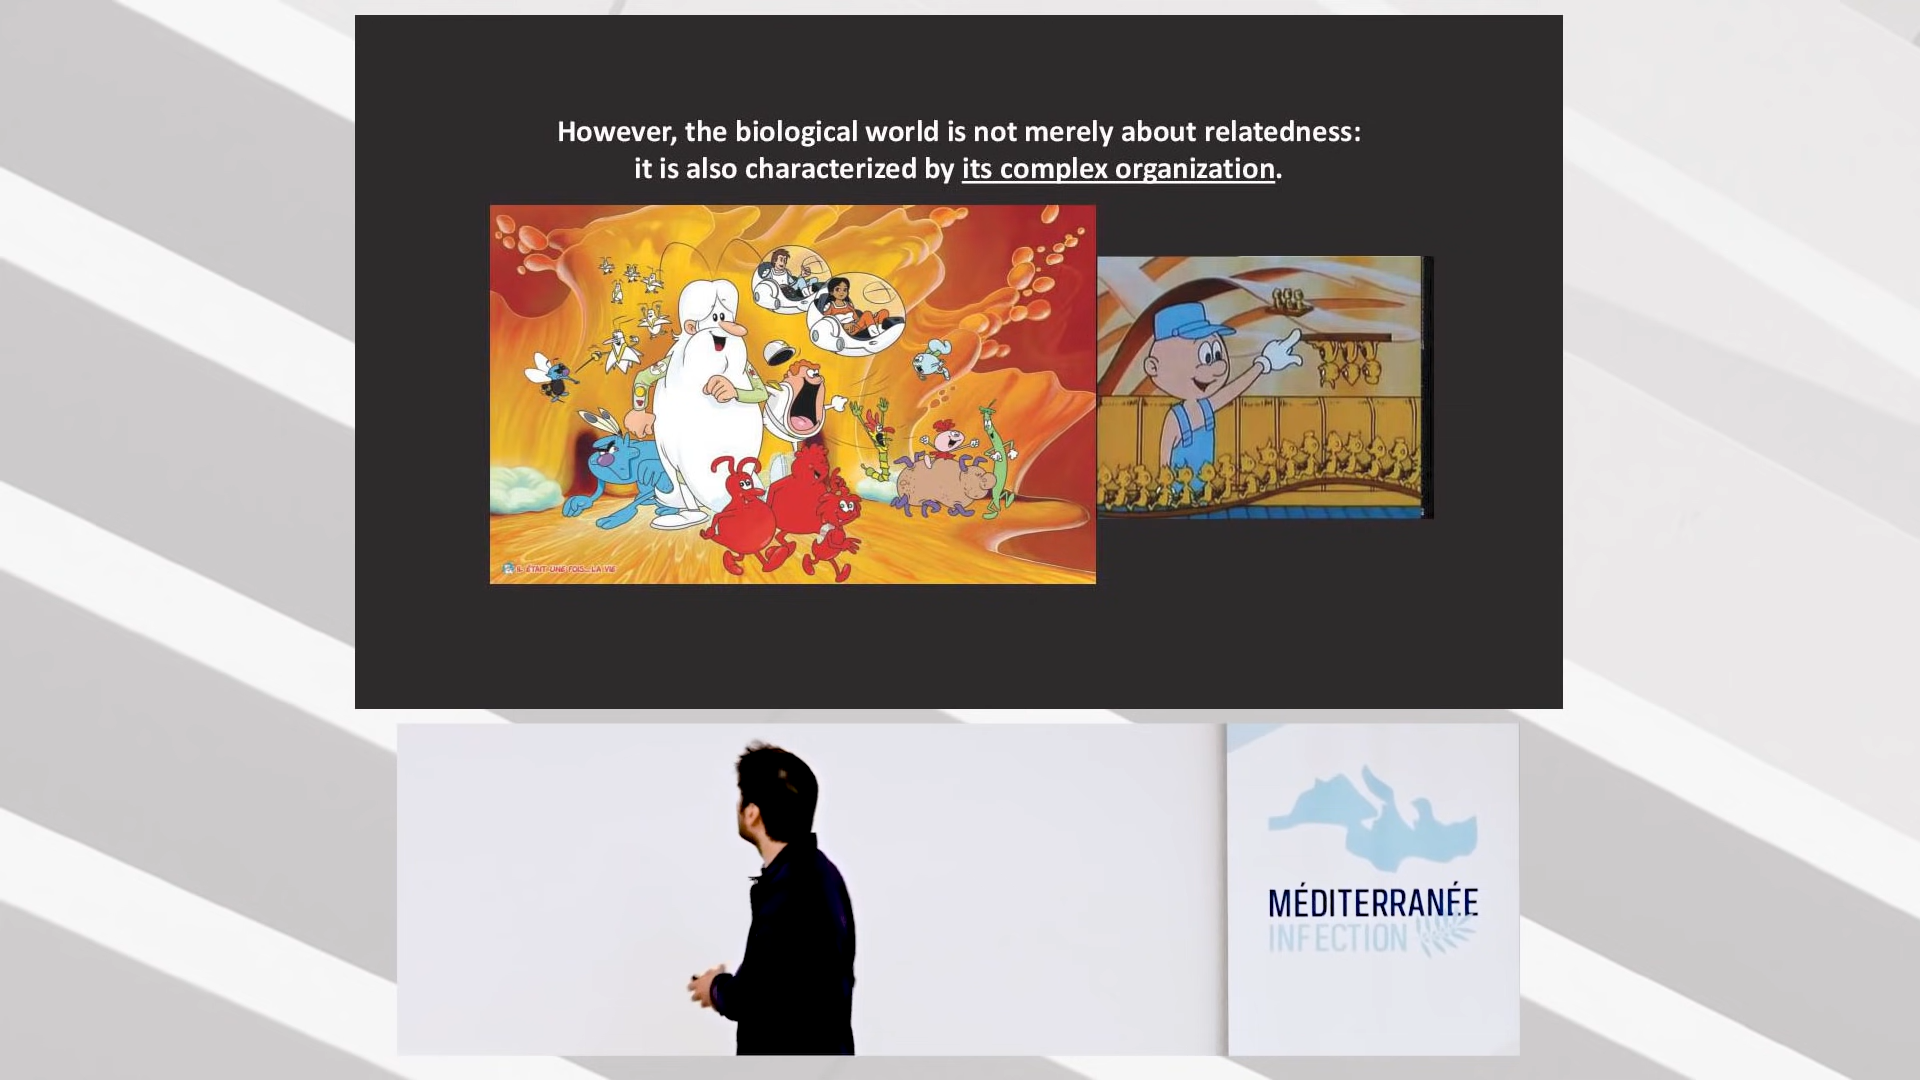 However, the biological world is not merely about relatedness:
it is also characterized by its complex organization.
IL ÉTAIT UNE FOIS... LA VIE
MÉDITERRANÉE
INFECTION